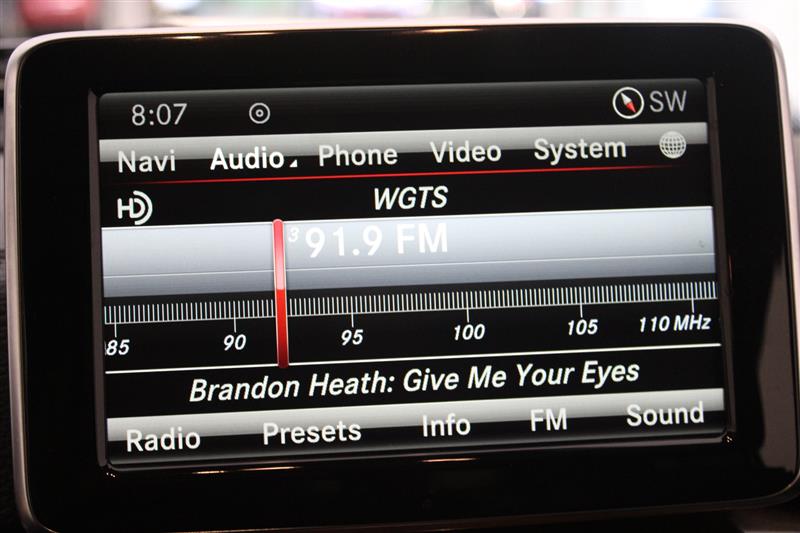 8:07 SW
Navi Audio Phone Video System
HD WGTS
3 91.9 FM
85 90 95 100 105 110 MHz
Brandon Heath: Give Me Your Eyes
Radio Presets Info FM Sound